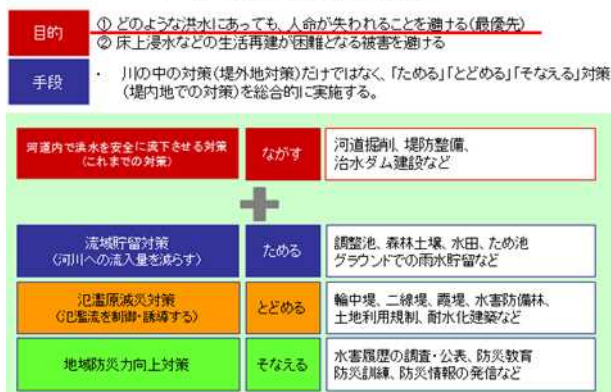 目的
① どのような洪水にあっても、人命が失われることを避ける(最優先)
② 床上浸水などの生活再建が困難となる被害を避ける
手段
・ 川の中の対策(堤外地対策)だけではなく、「ためる」「とどめる」「そなえる」対策
(堤内地での対策)を総合的に実施する。
河道内で洪水を安全に流下させる対策
(これまでの対策)
ながす
河道掘削、堤防整備、
治水ダム建設など
流域貯留対策
(河川への流入量を減らす)
ためる
調整池、森林土壌、水田、ため池
グラウンドでの雨水貯留など
氾濫原減災対策
(氾濫流を制御・誘導する)
とどめる
輪中堤、二線堤、霞堤、水害防備林、
土地利用規制、耐水化建築など
地域防災力向上対策
そなえる
水害履歴の調査・公表、防災教育
防災訓練、防災情報の発信など